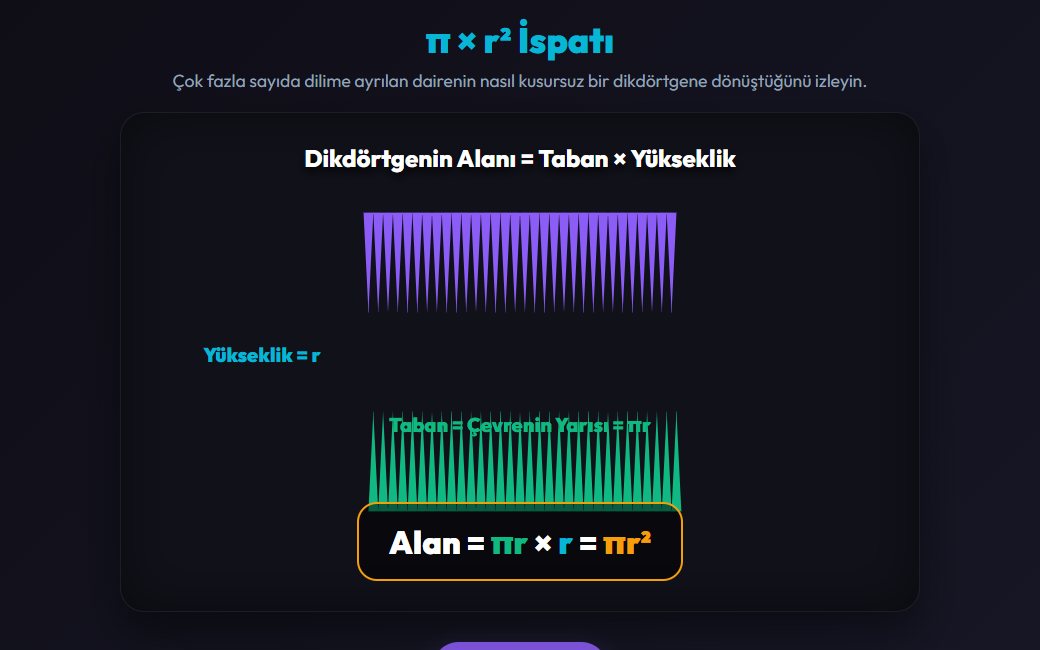 π × r² İspatı
Çok fazla sayıda dilime ayrılan dairenin nasıl kusursuz bir dikdörtgene dönüştüğünü izleyin.
Dikdörtgenin Alanı = Taban × Yükseklik
Yükseklik = r
Taban = Çevrenin Yarısı = πr
Alan = πr × r = πr²